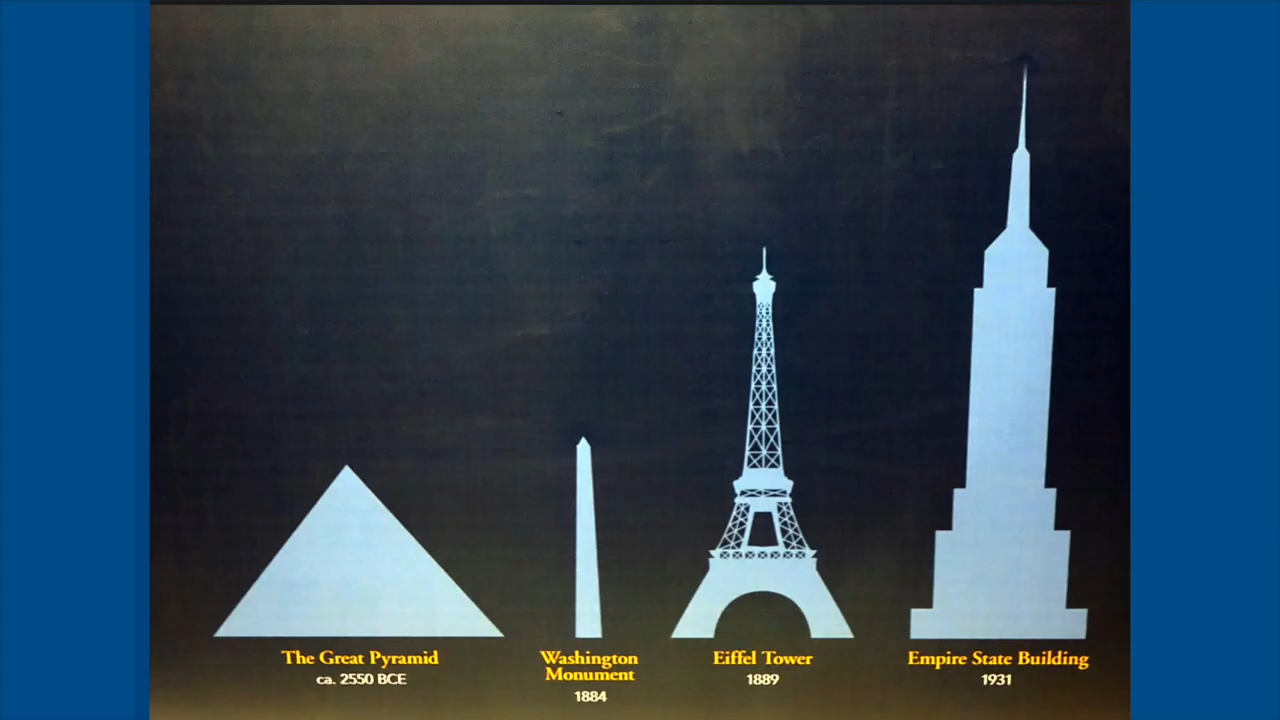 The Great Pyramid
ca. 2550 BCE
Washington
Monument
1884
Eiffel Tower
1889
Empire State Building
1931